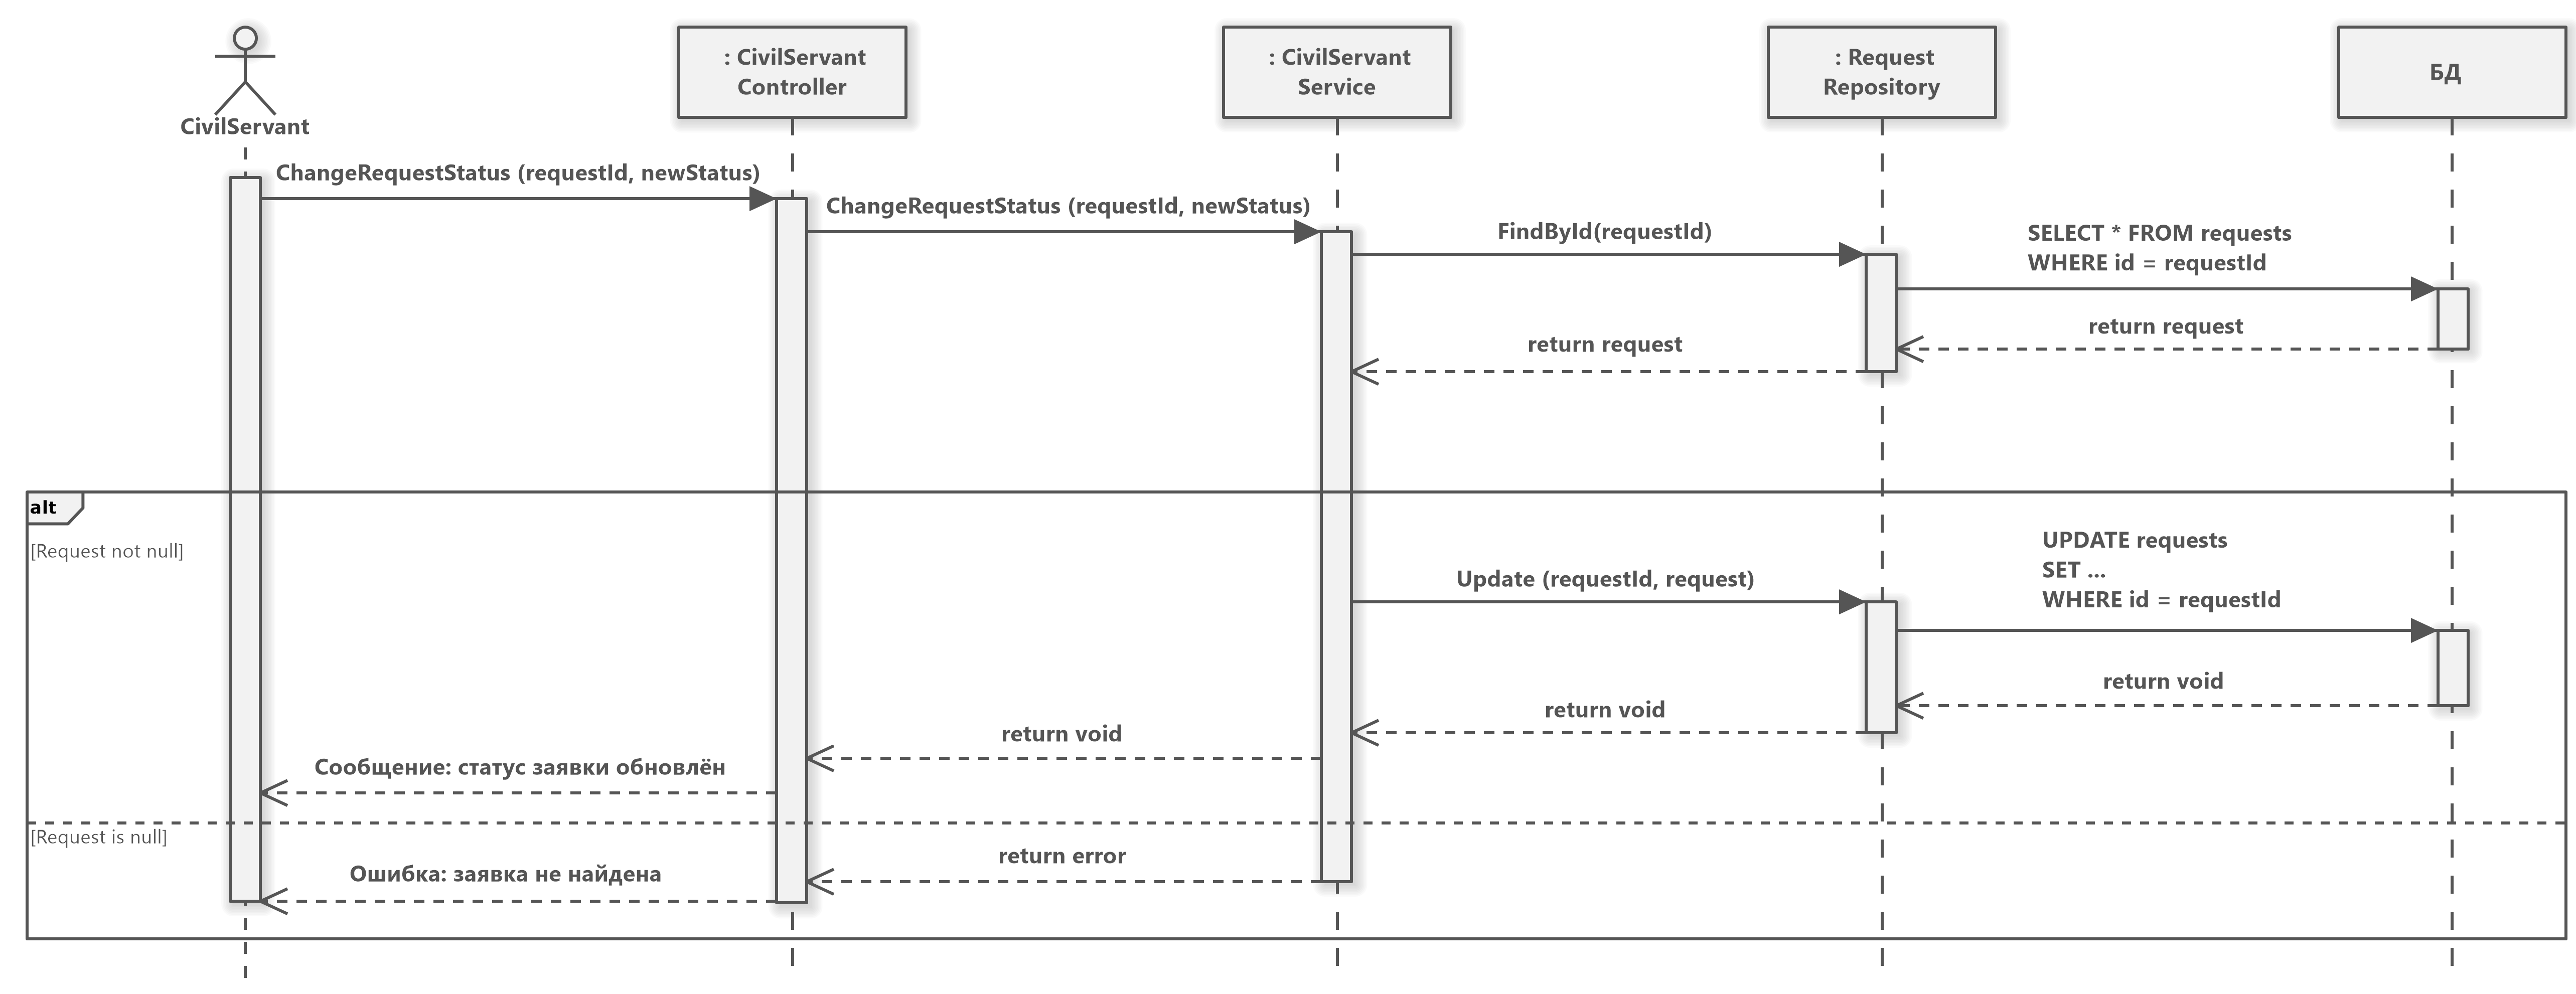 CivilServant
: CivilServant
Controller
: CivilServant
Service
: Request
Repository
БД
ChangeRequestStatus (requestId, newStatus)
ChangeRequestStatus (requestId, newStatus)
FindById(requestId)
SELECT * FROM requests
WHERE id = requestId
return request
return request
alt
[Request not null]
UPDATE requests
SET ...
WHERE id = requestId
Update (requestId, request)
return void
return void
return void
Сообщение: статус заявки обновлён
[Request is null]
return error
Ошибка: заявка не найдена